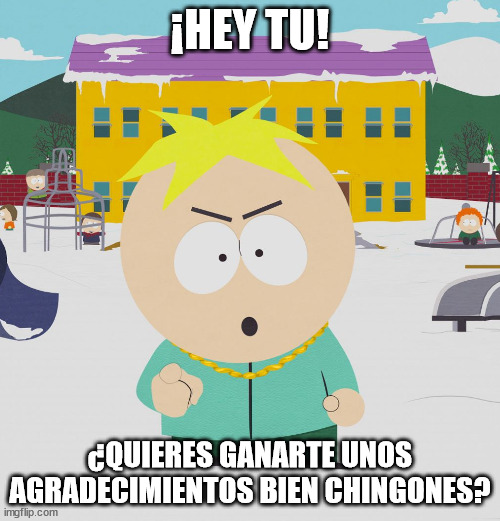 ¡HEY TU!
¿QUIERES GANARTE UNOS
AGRADECIMIENTOS BIEN CHINGONES?
imgflip.com